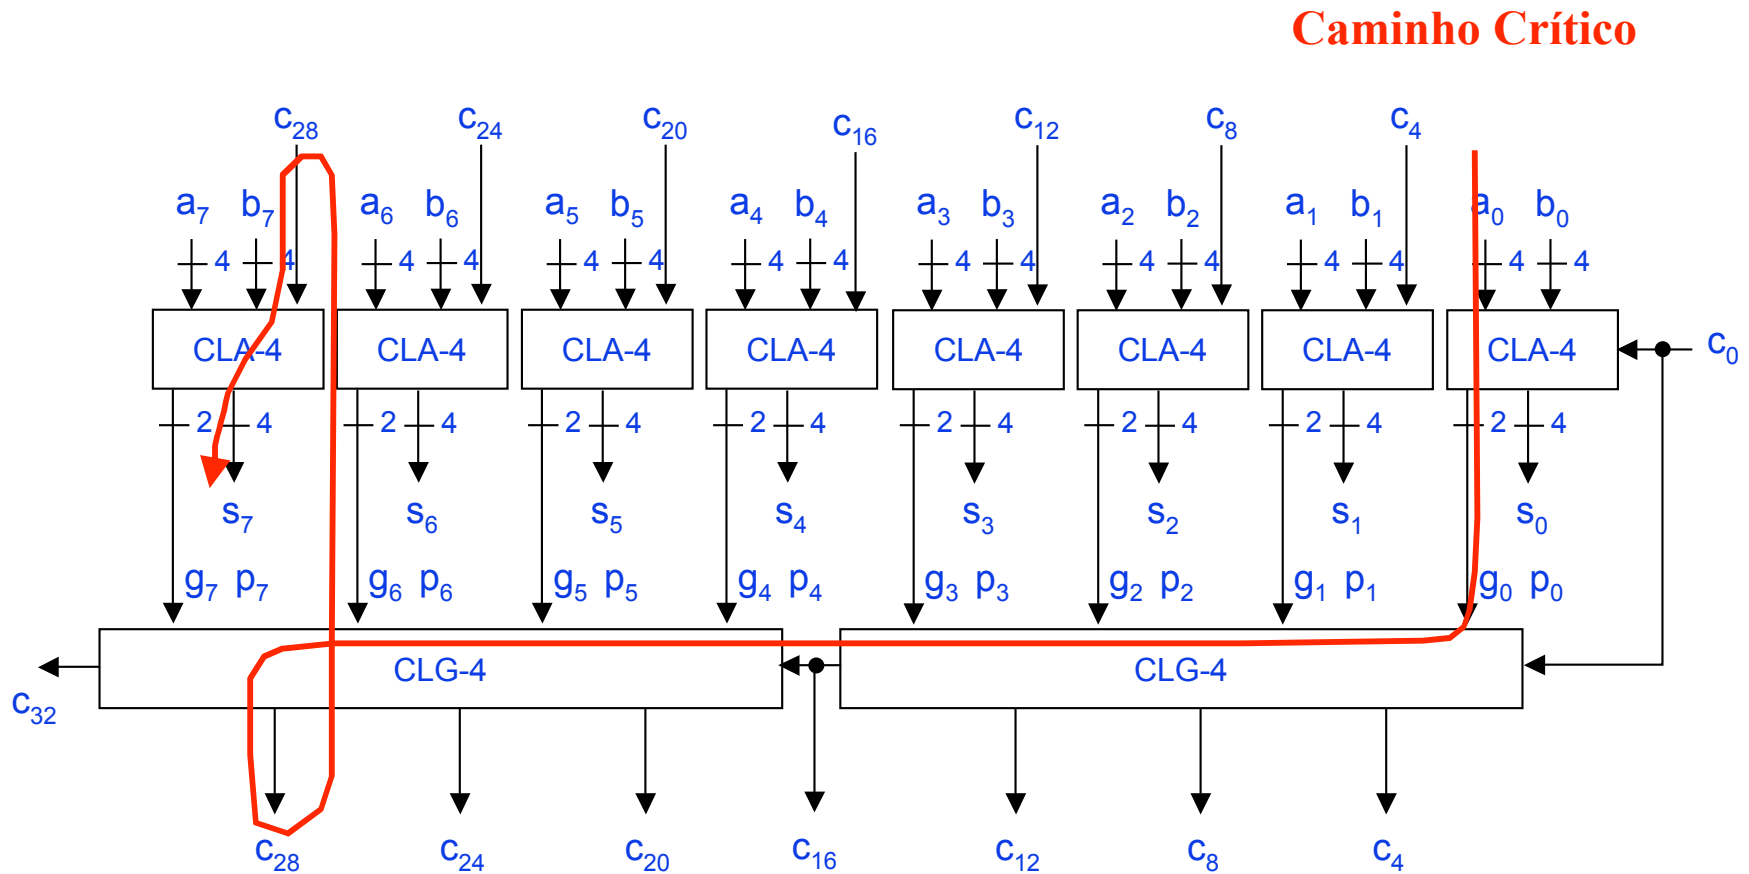 Caminho Crítico
c28 c24 c20 c16 c12 c8 c4
a7 b7 a6 b6 a5 b5 a4 b4 a3 b3 a2 b2 a1 b1 a0 b0
4 4 4 4 4 4 4 4 4 4 4 4 4 4 4 4
CLA-4 CLA-4 CLA-4 CLA-4 CLA-4 CLA-4 CLA-4 CLA-4 c0
2 4 2 4 2 4 2 4 2 4 2 4 2 4 2 4
s7 s6 s5 s4 s3 s2 s1 s0
g7 p7 g6 p6 g5 p5 g4 p4 g3 p3 g2 p2 g1 p1 g0 p0
CLG-4 CLG-4
c32
c28 c24 c20 c16 c12 c8 c4